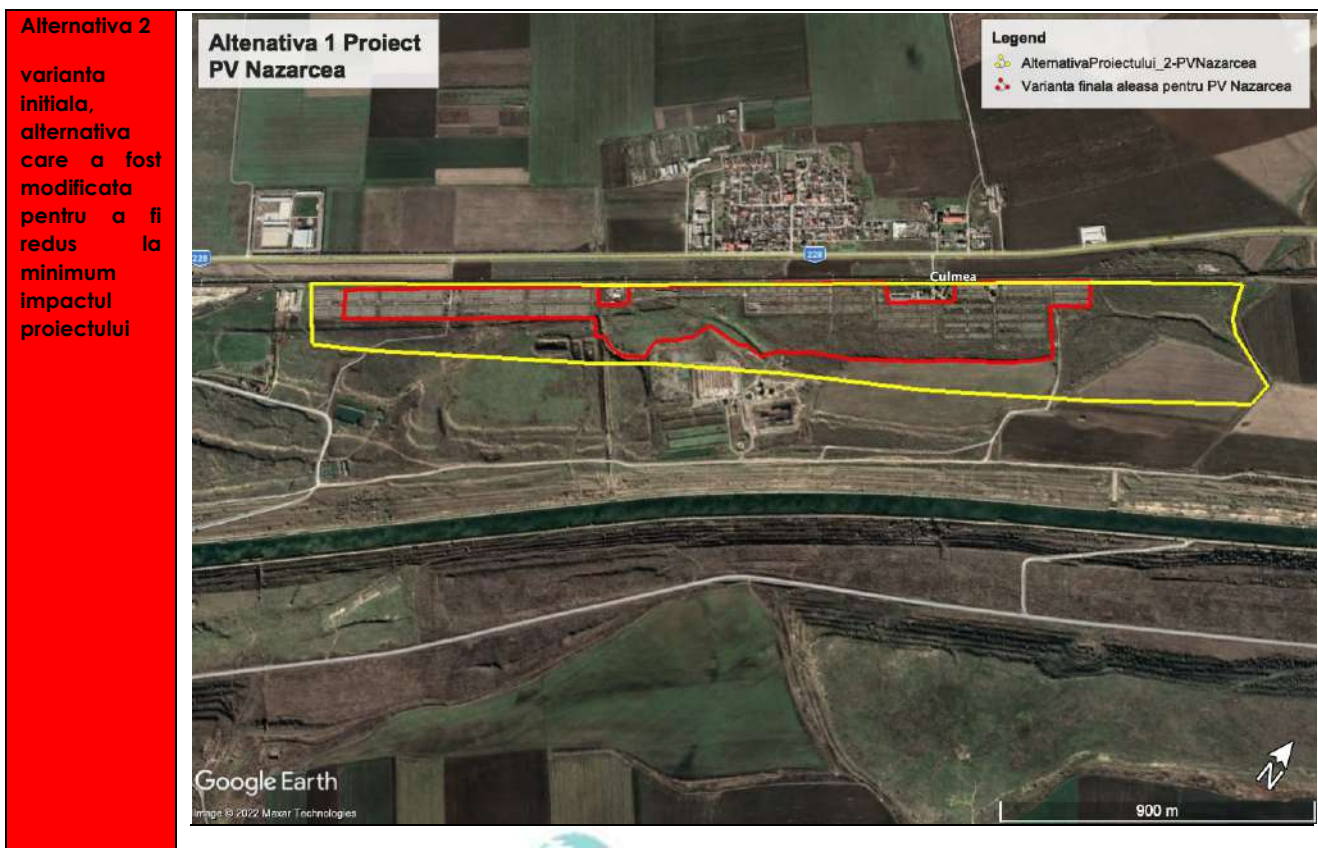 Alternativa 2
varianta
initiala,
alternativa
care a fost
modificata
pentru a fi
redus la
minimum
impactul
proiectului
Altenativa 1 Proiect
PV Nazarcea
Legend
AlternativaProiectului_2-PVNazarcea
Varianta finala aleasa pentru PV Nazarcea
228
228
Culmea
Google Earth
Image © 2022 Maxar Technologies
N
900 m